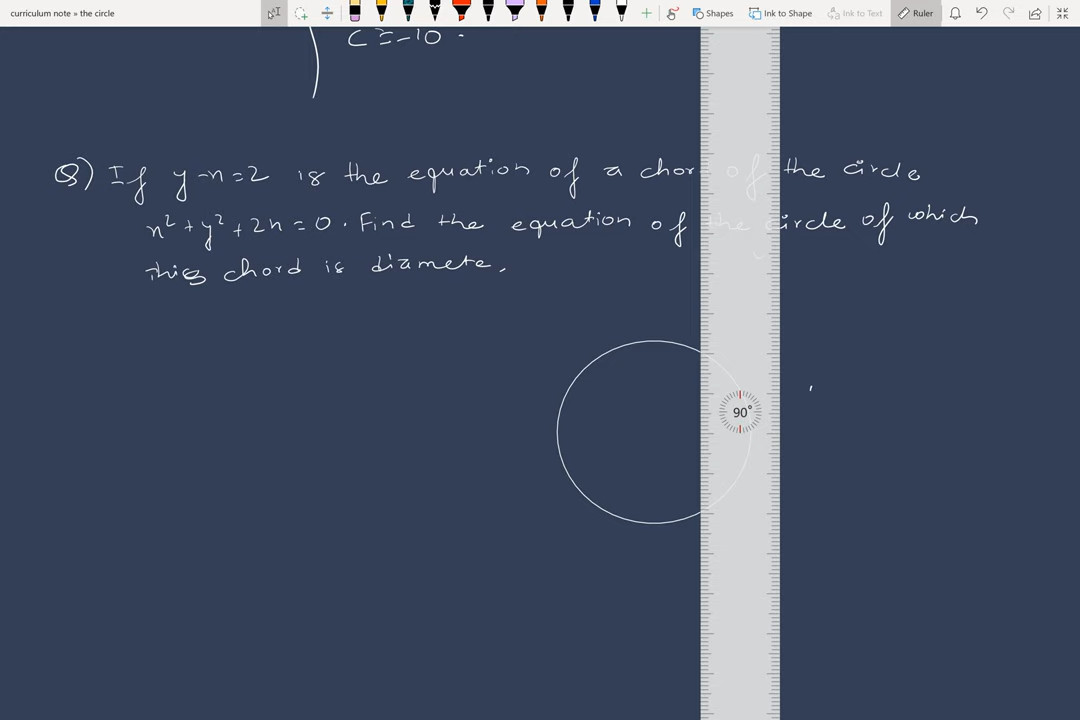 curriculum note » the circle
Shapes
Ink to Shape
Ink to Text
Ruler
C = -10.
Q) If y-x=2 is the equation of a chord of the circle
x²+y²+2x=0 Find the equation of the circle of which
this chord is diamete.
90°